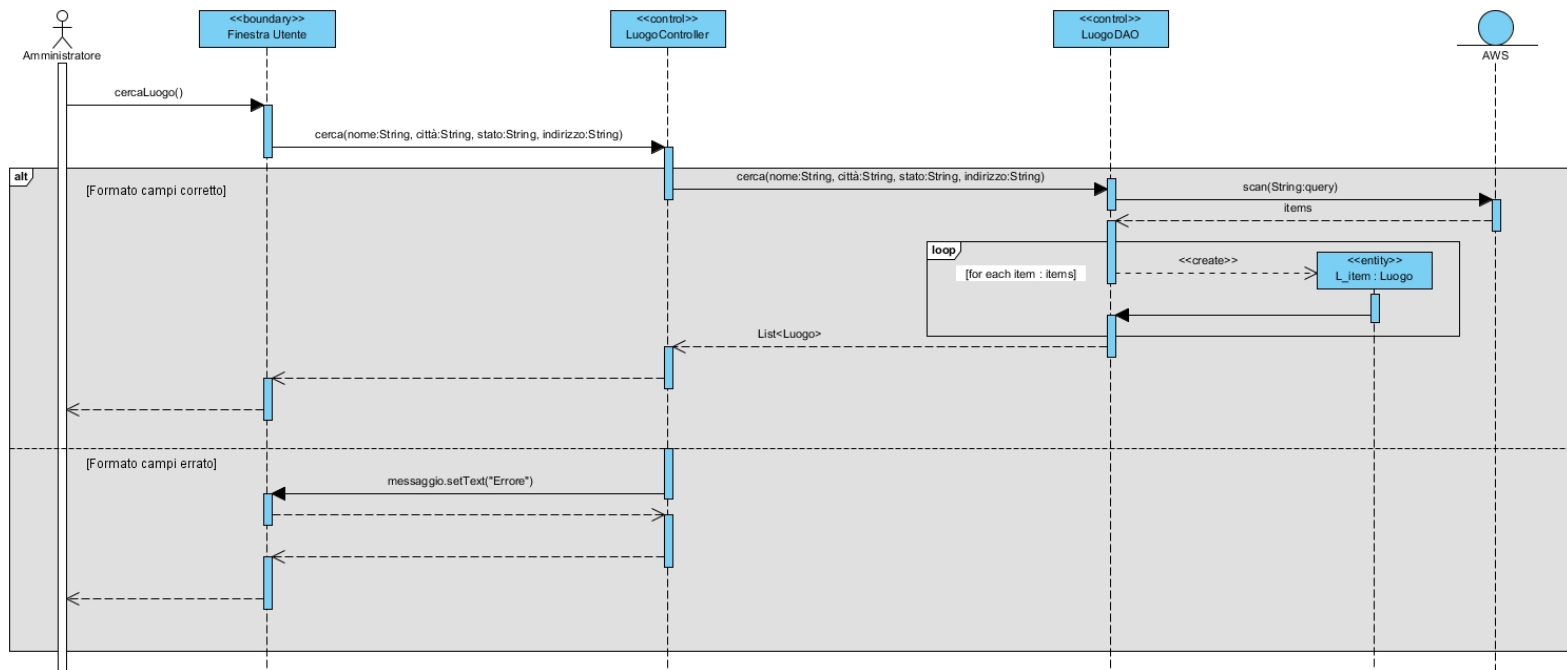 <<boundary>>
Finestra Utente
<<control>>
LuogoController
<<control>>
LuogoDAO
Amministratore
AWS
cercaLuogo()
cerca(nome:String, città:String, stato:String, indirizzo:String)
alt
[Formato campi corretto]
cerca(nome:String, città:String, stato:String, indirizzo:String)
scan(String:query)
items
loop
[for each item : items]
<<create>>
<<entity>>
L_item : Luogo
List<Luogo>
[Formato campi errato]
messaggio.setText("Errore")